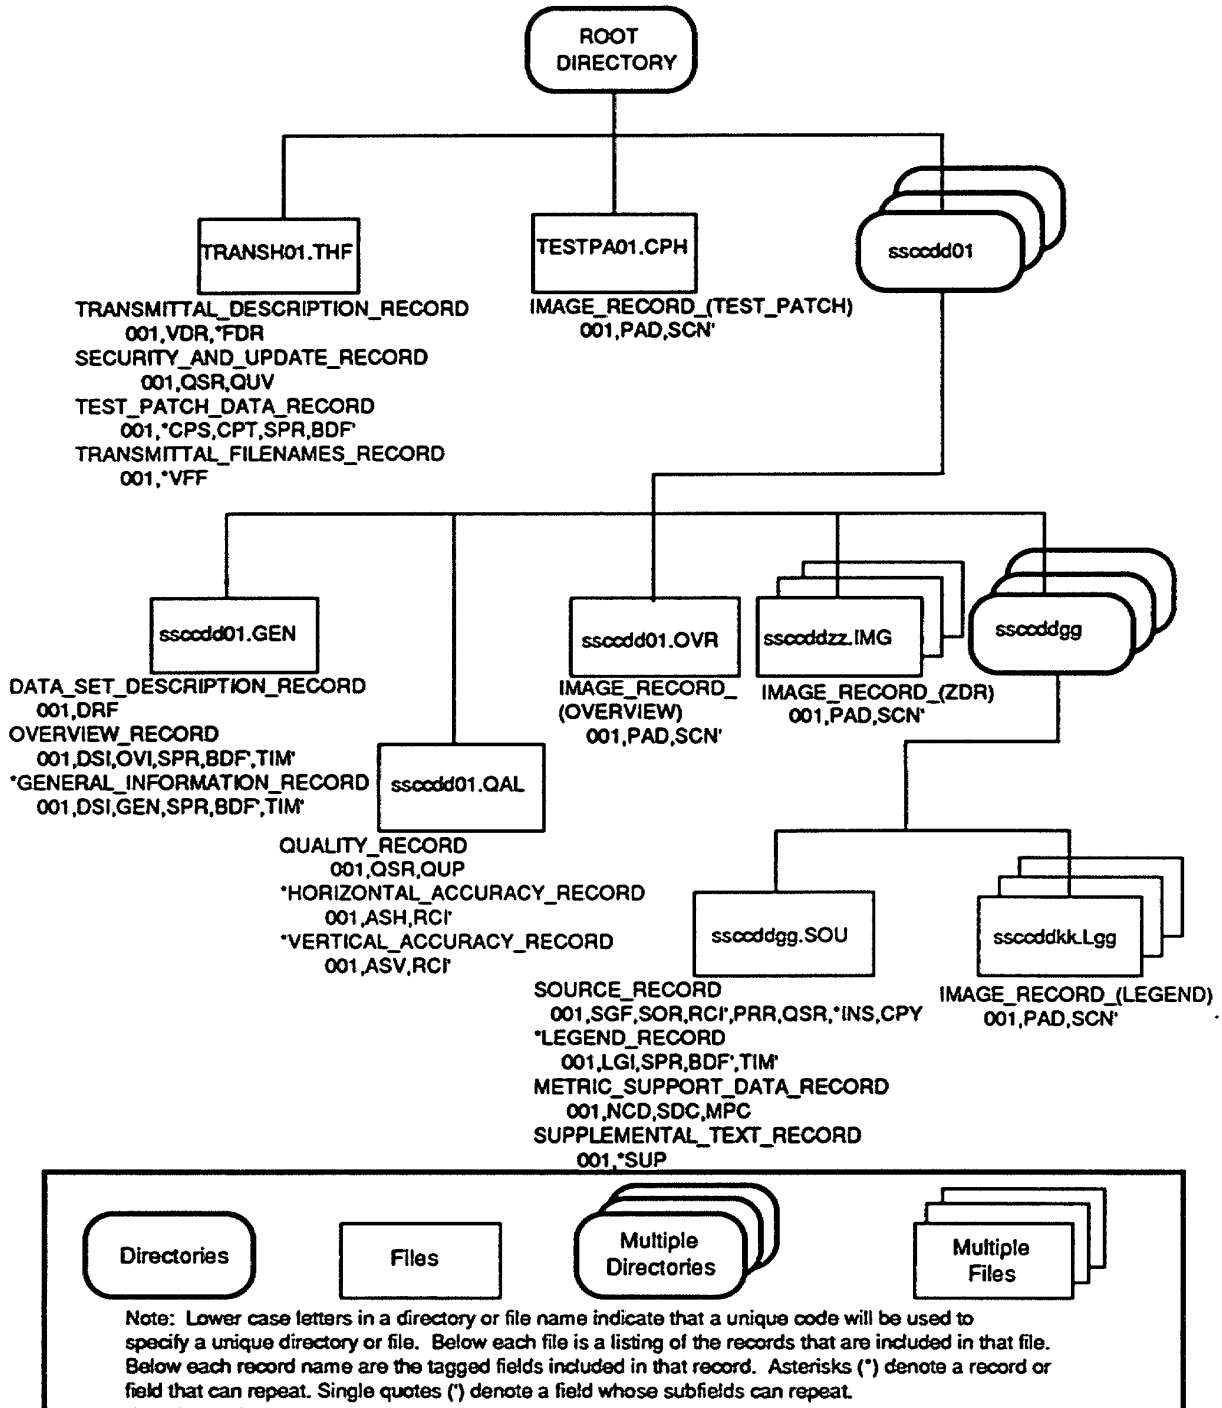 ROOT
DIRECTORY
TRANSH01.THF
TESTPA01.CPH
ssccdd01
TRANSMITTAL_DESCRIPTION_RECORD
001,VDR,*FDR
SECURITY_AND_UPDATE_RECORD
001,QSR,QUV
TEST_PATCH_DATA_RECORD
001,*CPS,CPT,SPR,BDF'
TRANSMITTAL_FILENAMES_RECORD
001,*VFF
IMAGE_RECORD_(TEST_PATCH)
001,PAD,SCN'
ssccdd01.GEN
DATA_SET_DESCRIPTION_RECORD
001,DRF
OVERVIEW_RECORD
001,DSI,OVI,SPR,BDF',TIM'
*GENERAL_INFORMATION_RECORD
001,DSI,GEN,SPR,BDF',TIM'
ssccdd01.QAL
QUALITY_RECORD
001,QSR,QUP
*HORIZONTAL_ACCURACY_RECORD
001,ASH,RCI'
*VERTICAL_ACCURACY_RECORD
001,ASV,RCI'
ssccdd01.OVR
IMAGE_RECORD_
(OVERVIEW)
001,PAD,SCN'
ssccddzz.IMG
IMAGE_RECORD_(ZDR)
001,PAD,SCN'
ssccddgg
ssccddgg.SOU
SOURCE_RECORD
001,SGF,SOR,RCI',PRR,QSR,*INS,CPY
*LEGEND_RECORD
001,LGI,SPR,BDF',TIM'
METRIC_SUPPORT_DATA_RECORD
001,NCD,SDC,MPC
SUPPLEMENTAL_TEXT_RECORD
001,*SUP
ssccddkk.Lgg
IMAGE_RECORD_(LEGEND)
001,PAD,SCN'
Directories
Files
Multiple
Directories
Multiple
Files
Note: Lower case letters in a directory or file name indicate that a unique code will be used to
specify a unique directory or file. Below each file is a listing of the records that are included in that file.
Below each record name are the tagged fields included in that record. Asterisks (*) denote a record or
field that can repeat. Single quotes (') denote a field whose subfields can repeat.